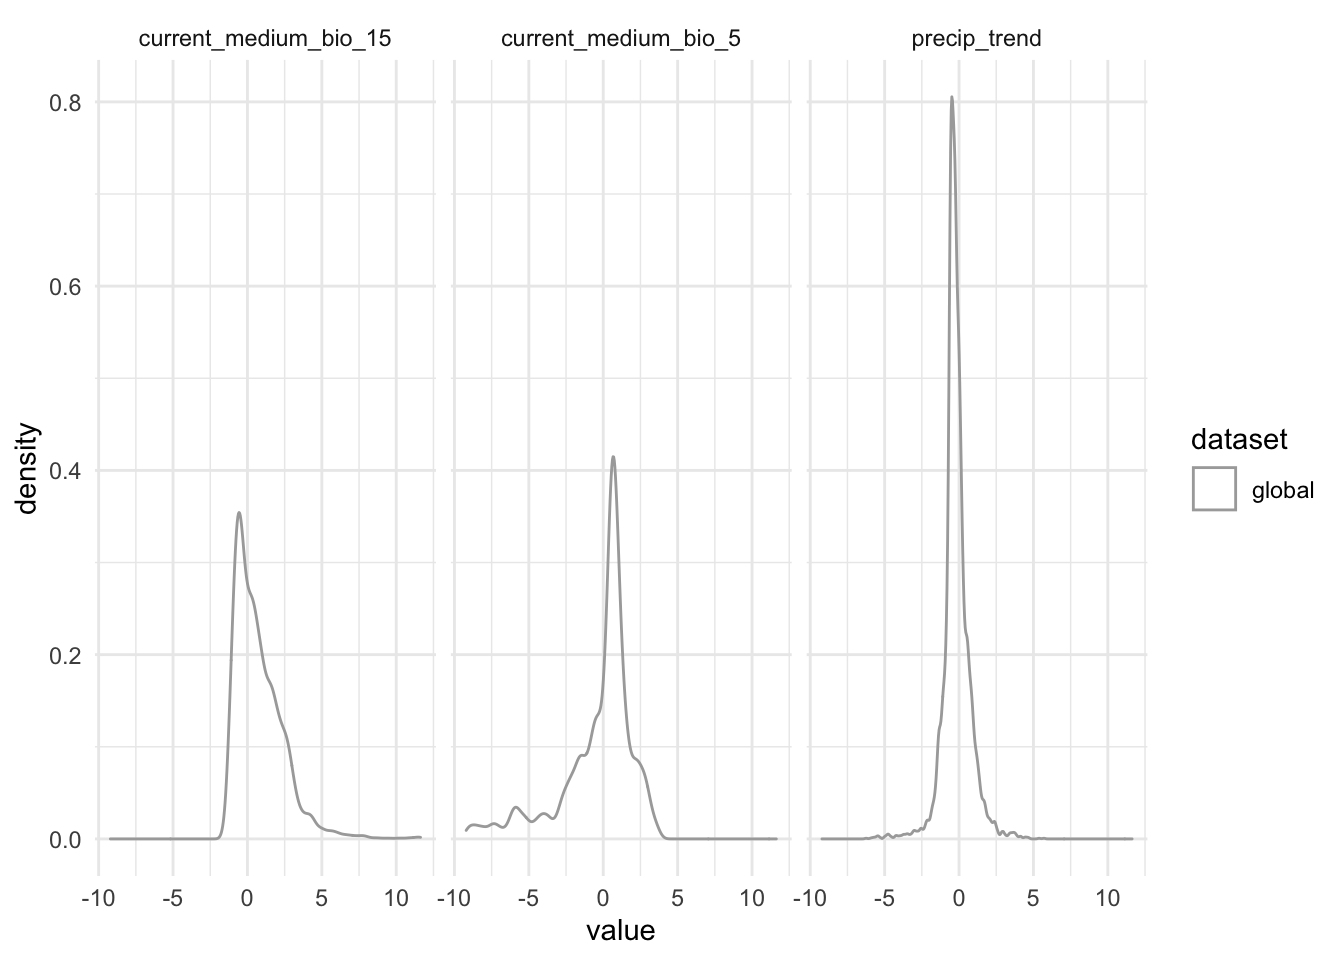 current_medium_bio_15 current_medium_bio_5 precip_trend
0.8
0.6
0.4
0.2
0.0
density
-10 -5 0 5 10 -10 -5 0 5 10 -10 -5 0 5 10
value
dataset
global